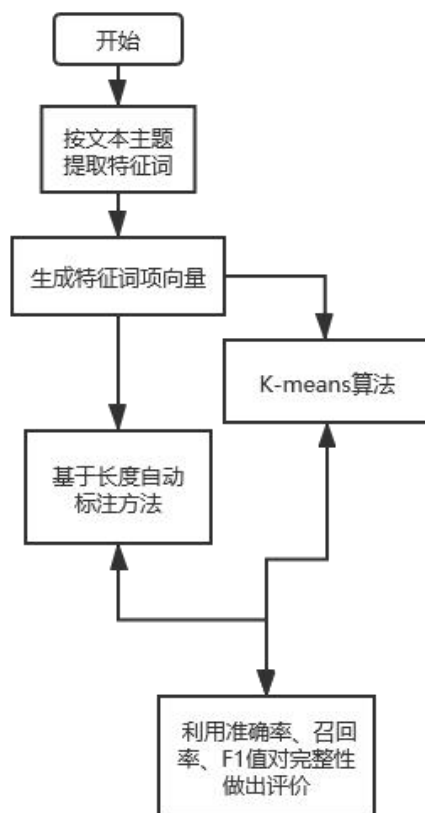 开始
按文本主题
提取特征词
生成特征词项向量
K-means算法
基于长度自动
标注方法
利用准确率、召回
率、F1值对完整性
做出评价